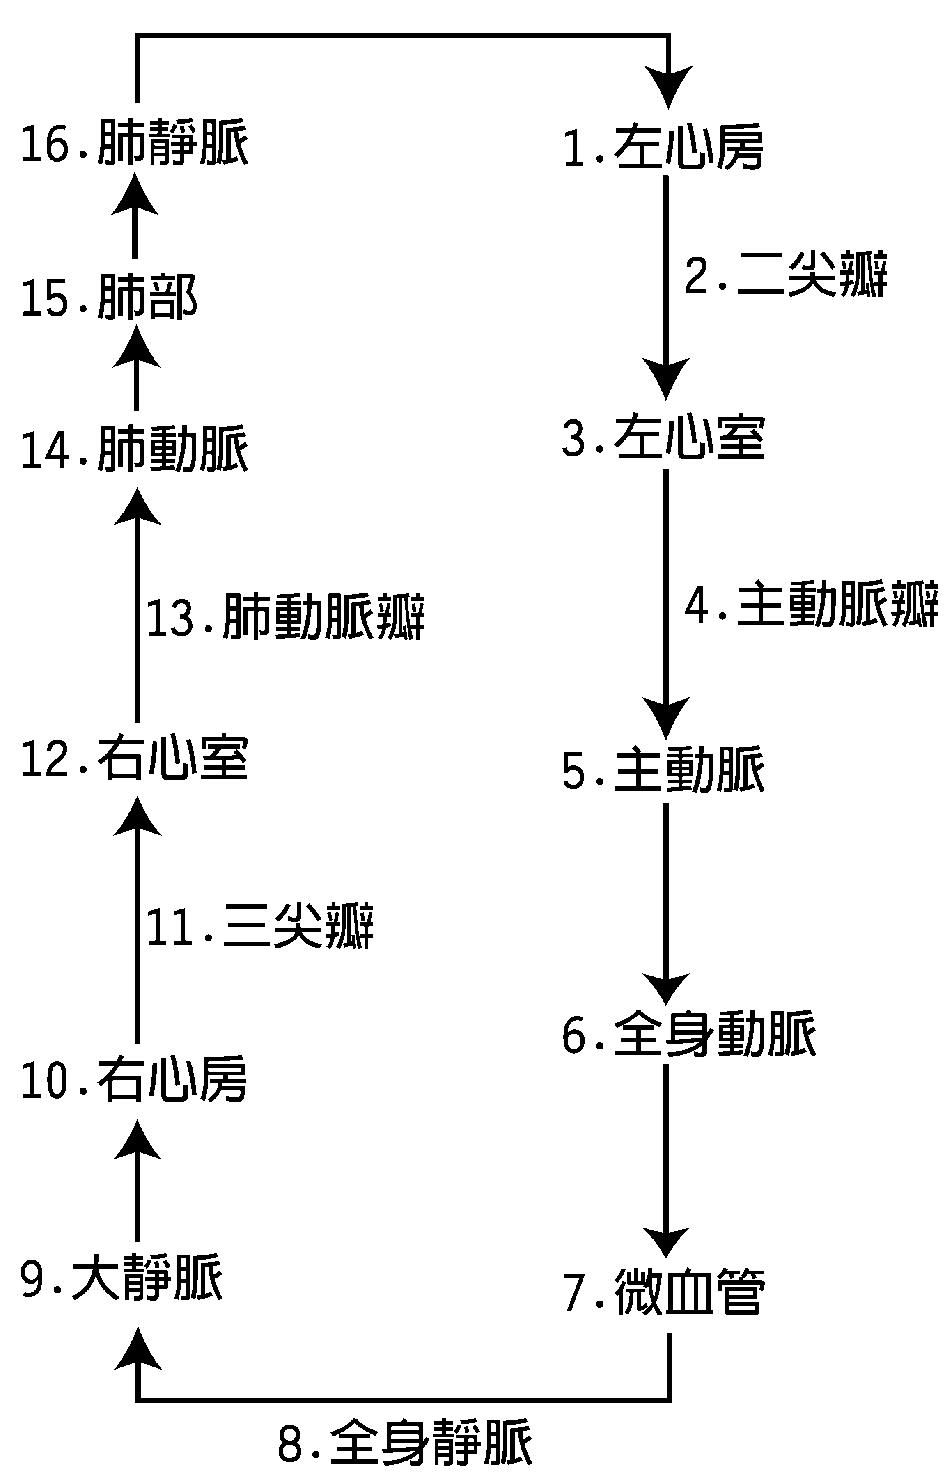 1.左心房
2.二尖瓣
3.左心室
4.主動脈瓣
5.主動脈
6.全身動脈
7.微血管
8.全身靜脈
9.大靜脈
10.右心房
11.三尖瓣
12.右心室
13.肺動脈瓣
14.肺動脈
15.肺部
16.肺靜脈